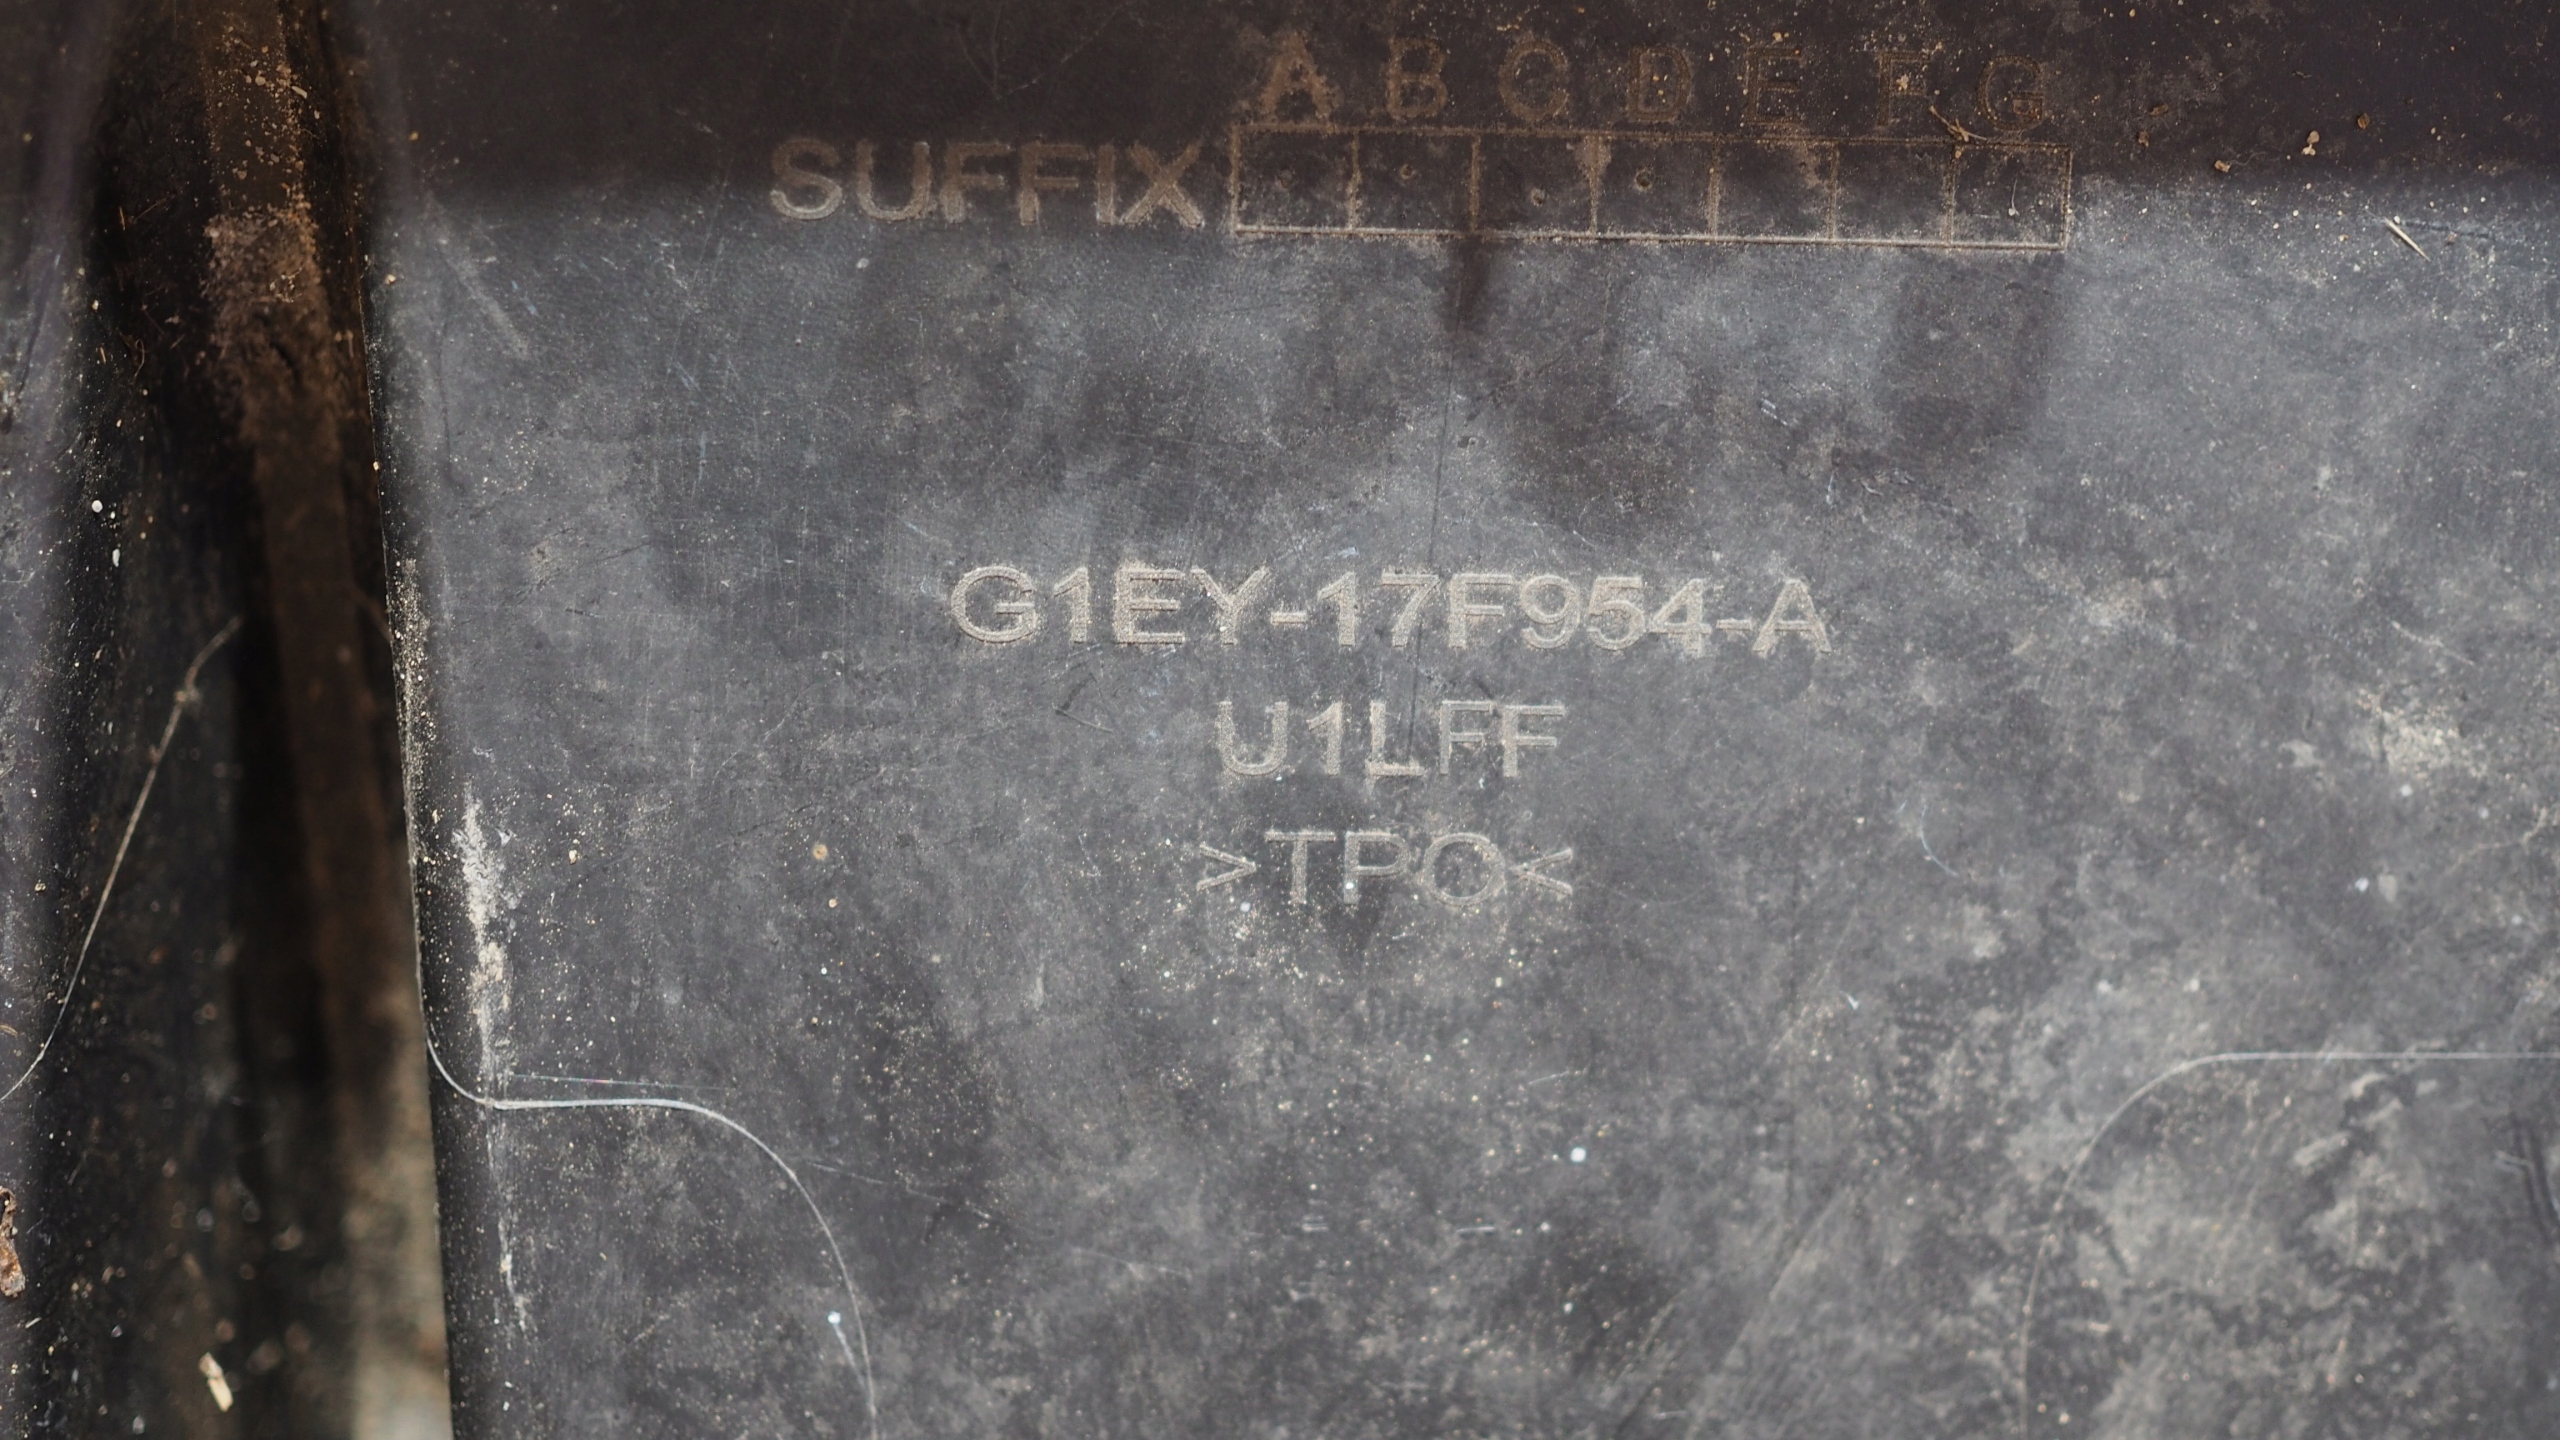 A B C D E F G
SUFFIX
G1EY-17F954-A
U1LFF
>TPO<